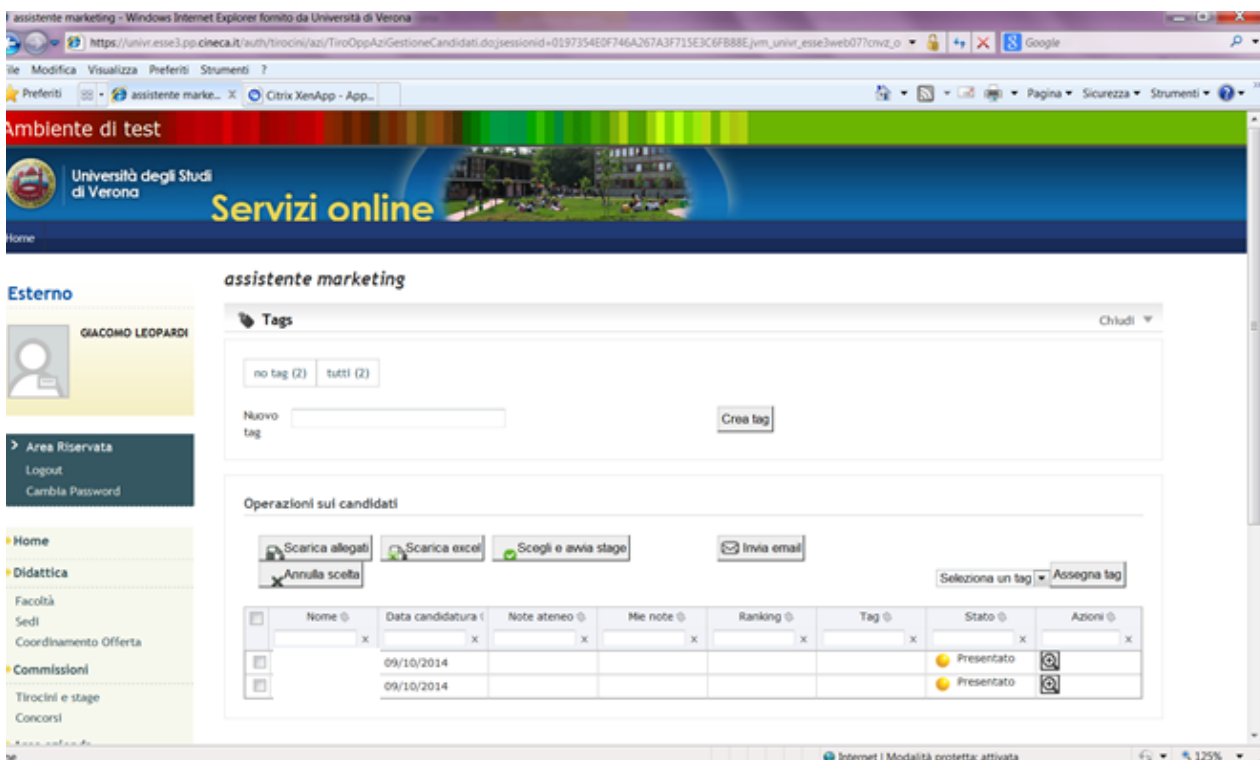 assistente marketing - Windows Internet Explorer fornito da Università di Verona
https://univr.esse3.pp.cineca.it/auth/tirocini/azi/TiroOppAziGestioneCandidati.do;jsessionid=0197354E0F746A267A3F715E3C6FB88E.jvm_univr_esse3web07?cnvz_o
Google
Modifica Visualizza Preferiti Strumenti ?
Preferiti
assistente marke... X
Citrix XenApp - App...
Pagina Sicurezza Strumenti
Ambiente di test
Università degli Studi
di Verona
Servizi online
Home
Esterno
GIACOMO LEOPARDI
Area Riservata
Logout
Cambia Password
Home
Didattica
Facoltà
Sedi
Coordinamento Offerta
Commissioni
Tirocini e stage
Concorsi
assistente marketing
Tags
Chiudi
no tag (2) tutti (2)
Nuovo
tag
Crea tag
Operazioni sui candidati
Scarica allegati Scarica excel Scegli e avvia stage Invia email
Annulla scelta Seleziona un tag Assegna tag
Nome Data candidatura Note ateneo Mie note Ranking Tag Stato Azioni
x x x x x x x x
09/10/2014 Presentato
09/10/2014 Presentato
Internet | Modalità protetta: attivata
125%